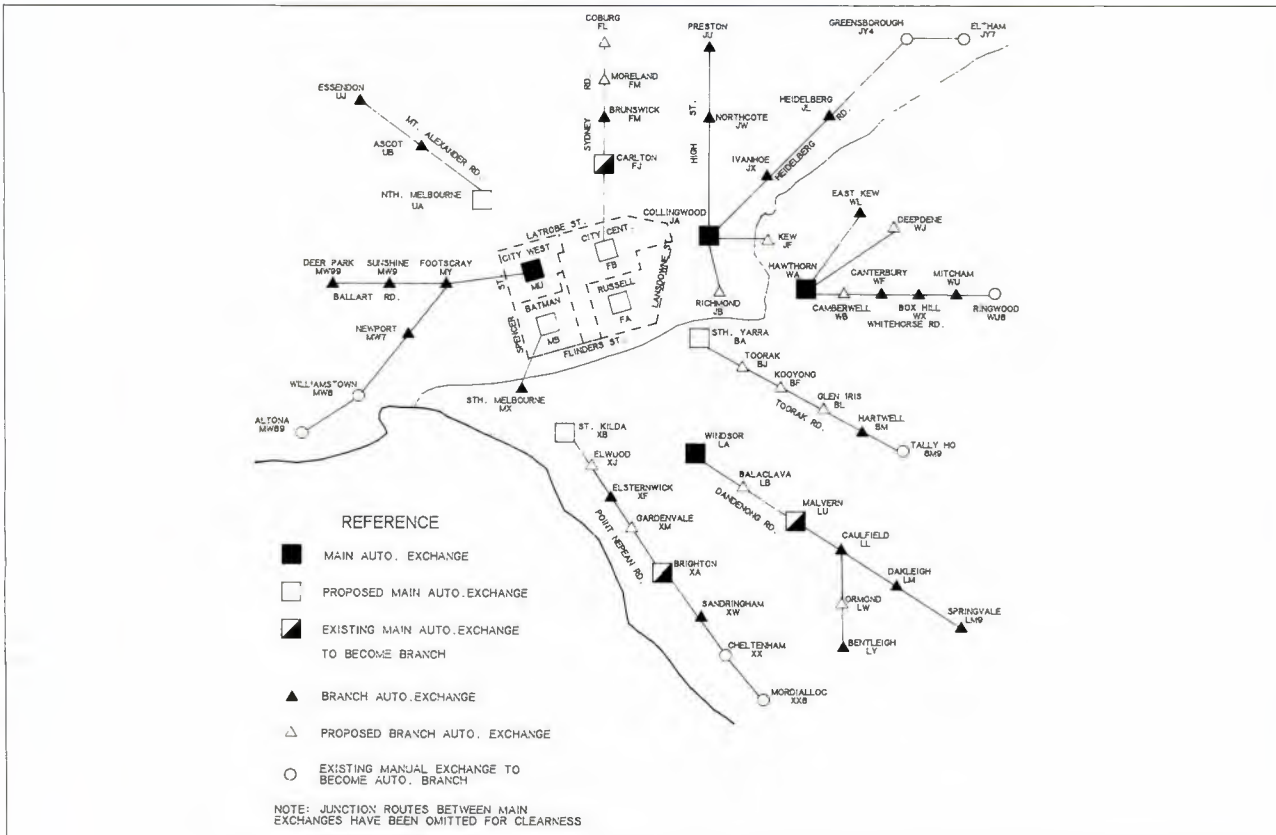 COBURG
FL
MORELAND
FM
SYDNEY RD.
BRUNSWICK
FM
CARLTON
FJ
PRESTON
JU
HIGH ST.
NORTHCOTE
JW
GREENSBOROUGH
JY4
ELTHAM
JY7
HEIDELBERG
JL
HEIDELBERG RD.
IVANHOE
JX
COLLINGWOOD
JA
KEW
JF
RICHMOND
JB
ESSENDON
UJ
MT. ALEXANDER RD.
ASCOT
UB
NTH. MELBOURNE
UA
EAST KEW
WL
DEEPDENE
WJ
HAWTHORN
WA
CAMBERWELL
WB
CANTERBURY
WF
BOX HILL
WX
MITCHAM
WU
RINGWOOD
WU8
WHITEHORSE RD.
LATROBE ST.
CITY WEST
MU
CITY CENT.
FB
LANSDOWNE ST.
RUSSELL
FA
BATMAN
MB
SPENCER ST.
FLINDERS ST.
DEER PARK
MW99
SUNSHINE
MW9
FOOTSCRAY
MY
BALLART RD.
NEWPORT
MW7
WILLIAMSTOWN
MW8
ALTONA
MW89
STH. MELBOURNE
MX
STH. YARRA
BA
TOORAK
BJ
KOOYONG
BF
GLEN IRIS
BL
TOORAK RD.
HARTWELL
BM
TALLY HO
BM9
ST. KILDA
XB
ELWOOD
XJ
ELSTERNWICK
XF
GARDENVALE
XM
POINT NEPEAN RD.
BRIGHTON
XA
SANDRINGHAM
XW
CHELTENHAM
XX
MORDIALLOC
XX8
WINDSOR
LA
BALACLAVA
LB
DANDENONG RD.
MALVERN
LU
CAULFIELD
LL
OAKLEIGH
LM
ORMOND
LW
SPRINGVALE
LM9
BENTLEIGH
LY
REFERENCE
MAIN AUTO. EXCHANGE
PROPOSED MAIN AUTO.EXCHANGE
EXISTING MAIN AUTO.EXCHANGE
TO BECOME BRANCH
BRANCH AUTO.EXCHANGE
PROPOSED BRANCH AUTO. EXCHANGE
EXISTING MANUAL EXCHANGE TO
BECOME AUTO. BRANCH
NOTE: JUNCTION ROUTES BETWEEN MAIN
EXCHANGES HAVE BEEN OMITTED FOR CLEARNESS